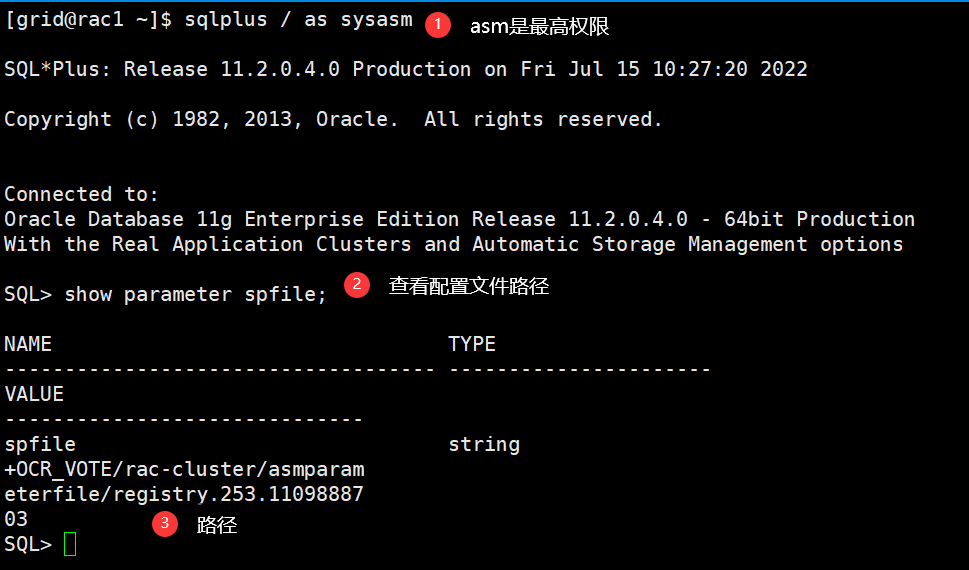 [grid@rac1 ~]$ sqlplus / as sysasm 1 asm是最高权限
SQL*Plus: Release 11.2.0.4.0 Production on Fri Jul 15 10:27:20 2022
Copyright (c) 1982, 2013, Oracle.  All rights reserved.
Connected to:
Oracle Database 11g Enterprise Edition Release 11.2.0.4.0 - 64bit Production
With the Real Application Clusters and Automatic Storage Management options
SQL> show parameter spfile; 2 查看配置文件路径
NAME                                 TYPE
------------------------------------ ----------------------
VALUE
------------------------------
spfile                               string
+OCR_VOTE/rac-cluster/asmparam
eterfile/registry.253.11098887
03 3 路径
SQL>